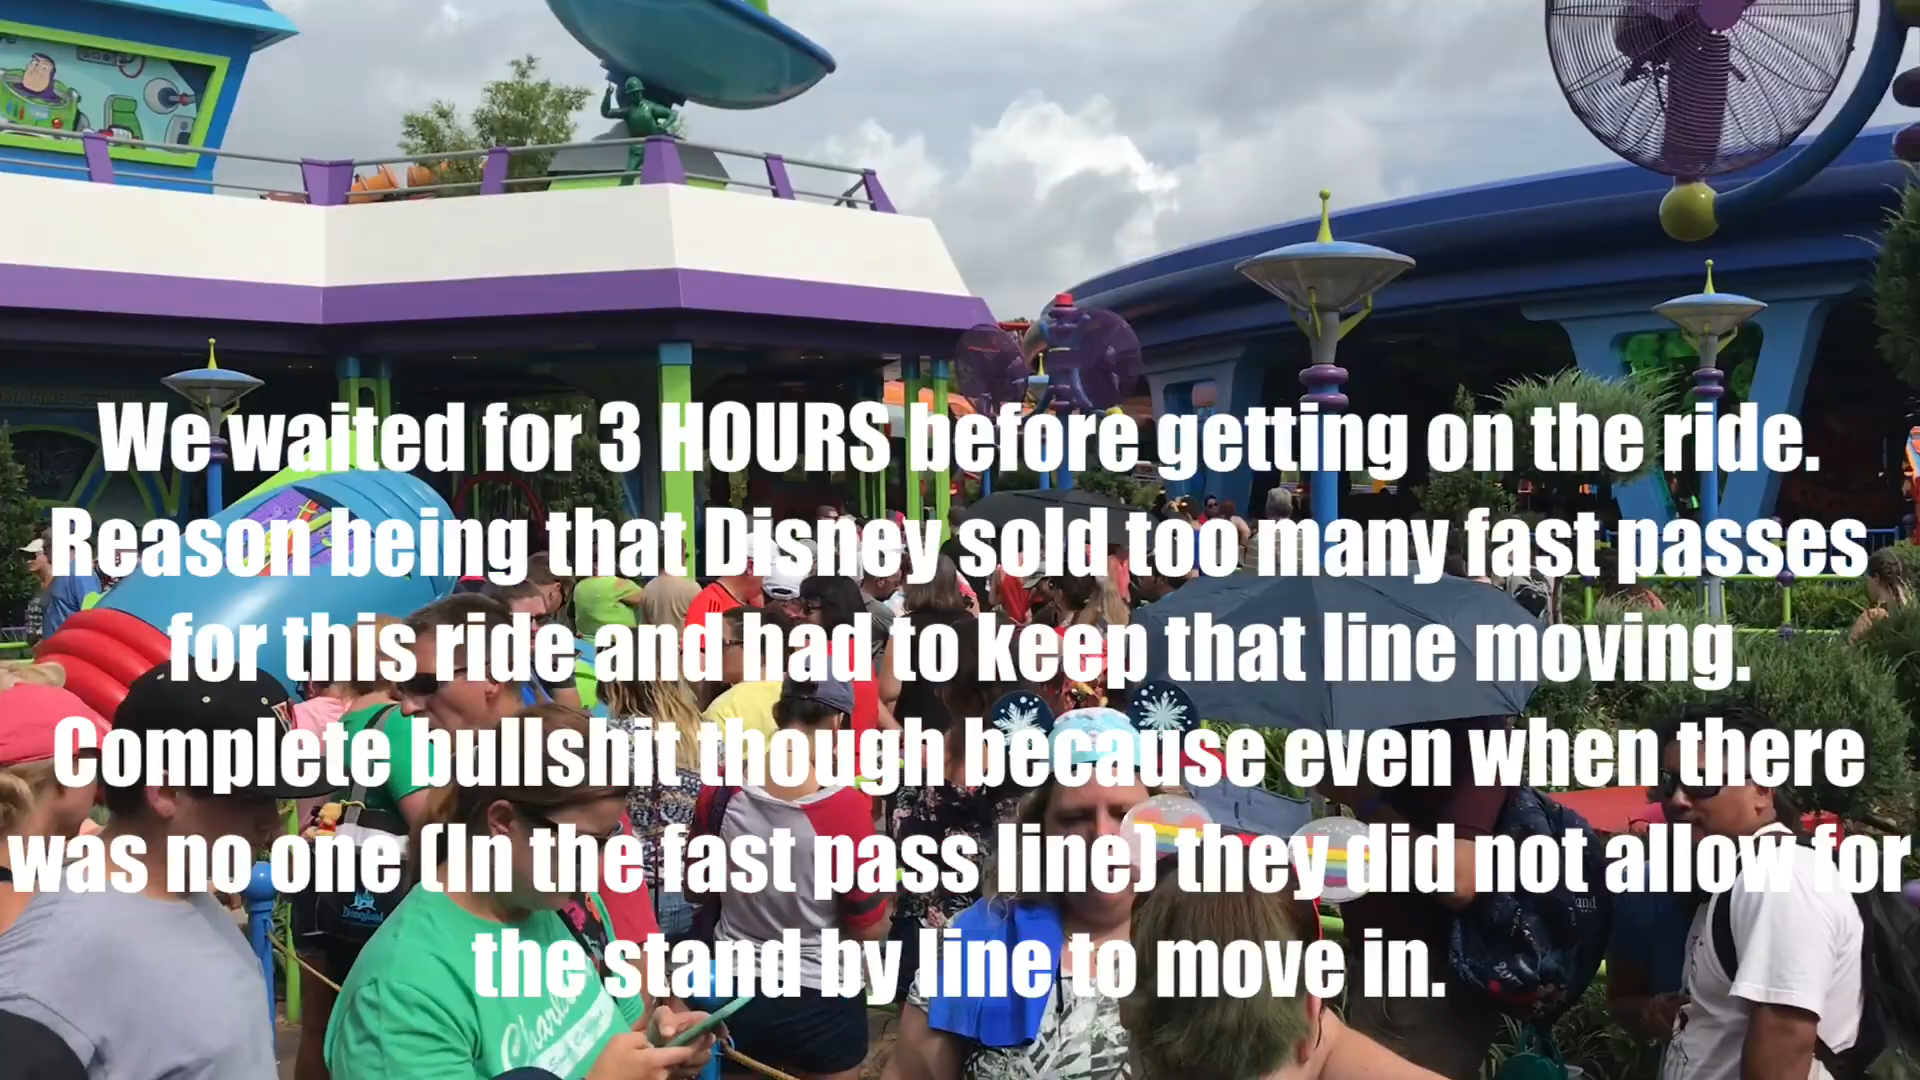 We waited for 3 HOURS before getting on the ride.
Reason being that Disney sold too many fast passes
for this ride and had to keep that line moving.
Complete bullshit though because even when there
was no one (In the fast pass line) they did not allow for
the stand by line to move in.
Disneyland